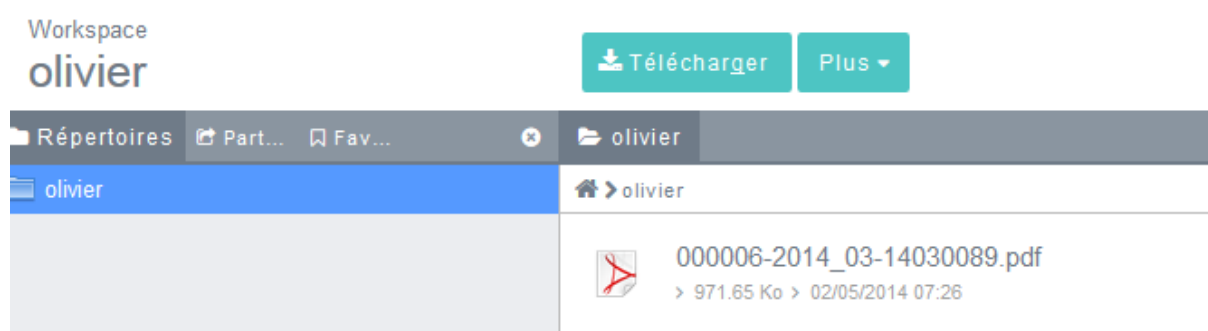 Workspace
olivier
Télécharger
Plus
Répertoires Part... Fav...
olivier
olivier
olivier
000006-2014_03-14030089.pdf
> 971.65 Ko > 02/05/2014 07:26